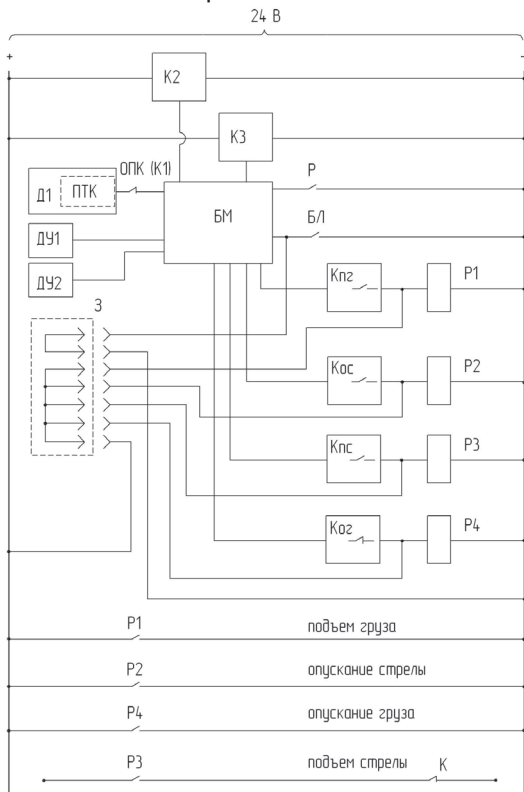 24 В
+ -
К2
К3
ОПК (К1)
Д1 ПТК
БМ
Р
БЛ
ДУ1
ДУ2
З
Кпг Р1
Кос Р2
Кпс Р3
Ког Р4
Р1 подъем груза
Р2 опускание стрелы
Р4 опускание груза
Р3 подъем стрелы К